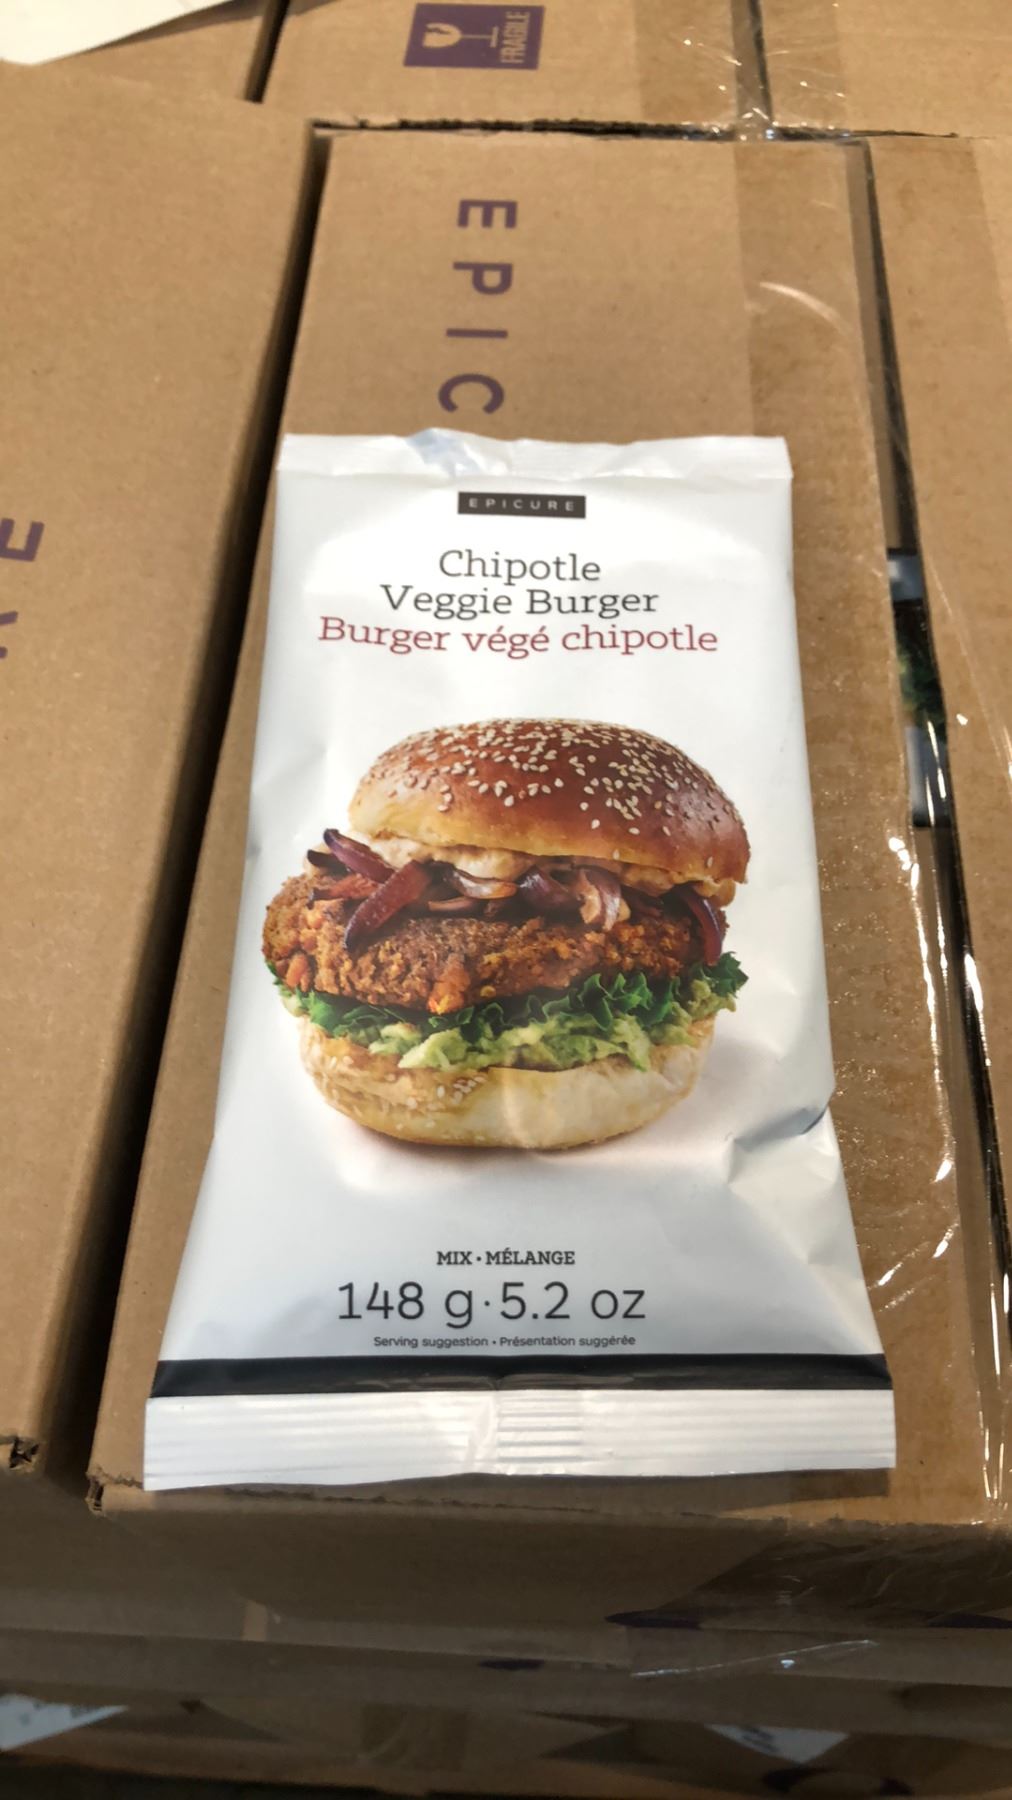 FRAGILE
EPIC
EPICURE
Chipotle
Veggie Burger
Burger végé chipotle
MIX • MÉLANGE
148 g · 5.2 oz
Serving suggestion • Présentation suggérée